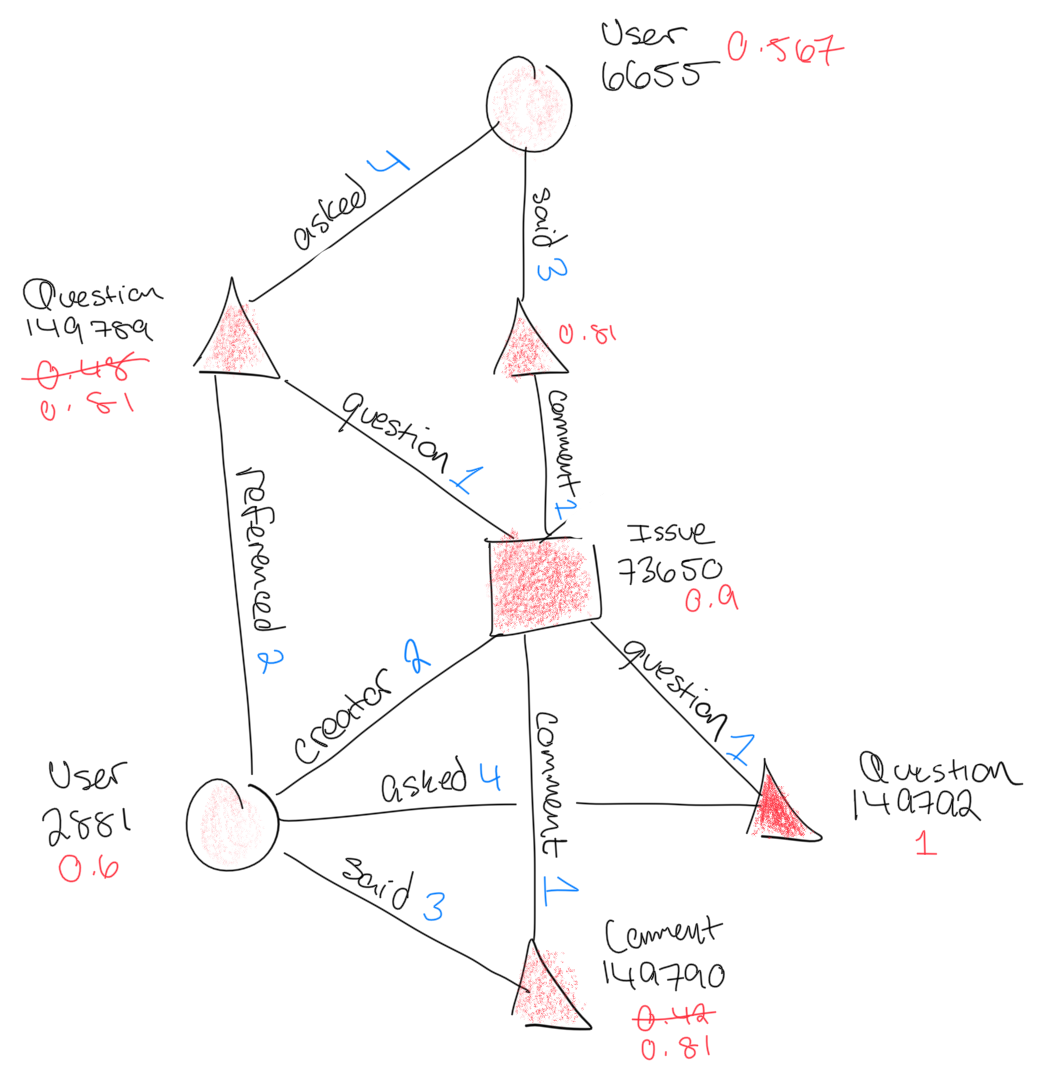 User
6655
0.567
asked 4
said 3
Question
149789
0.48
0.81
0.81
question 1
comment 1
referenced 2
Issue
73650
0.9
creator 2
question 1
User
2881
0.6
asked 4
comment 1
Question
149792
1
said 3
Comment
149790
0.42
0.81